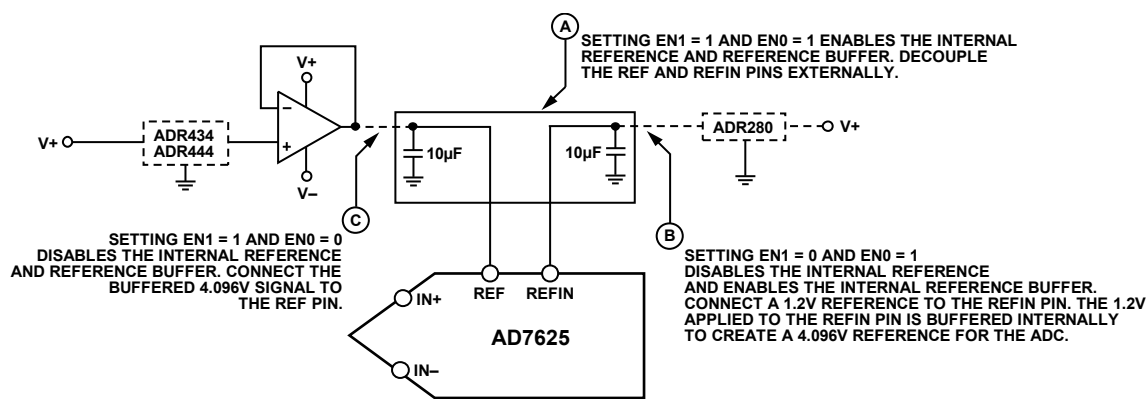 A
SETTING EN1 = 1 AND EN0 = 1 ENABLES THE INTERNAL
REFERENCE AND REFERENCE BUFFER. DECOUPLE
THE REF AND REFIN PINS EXTERNALLY.
V+
−
+
V−
V+
ADR434
ADR444
10µF
10µF
ADR280
V+
C
B
SETTING EN1 = 1 AND EN0 = 0
DISABLES THE INTERNAL REFERENCE
AND REFERENCE BUFFER. CONNECT THE
BUFFERED 4.096V SIGNAL TO
THE REF PIN.
SETTING EN1 = 0 AND EN0 = 1
DISABLES THE INTERNAL REFERENCE
AND ENABLES THE INTERNAL REFERENCE BUFFER.
CONNECT A 1.2V REFERENCE TO THE REFIN PIN. THE 1.2V
APPLIED TO THE REFIN PIN IS BUFFERED INTERNALLY
TO CREATE A 4.096V REFERENCE FOR THE ADC.
REF
REFIN
IN+
AD7625
IN−